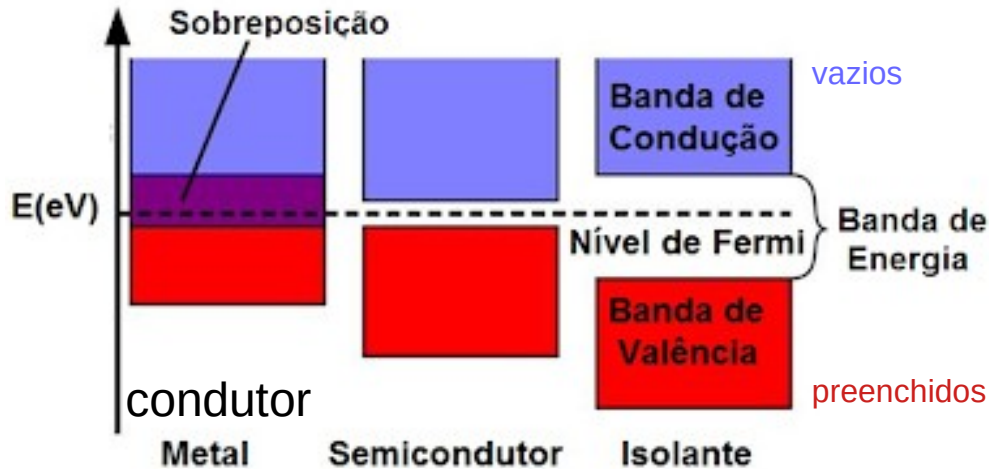 Sobreposição
vazios
Banda de
Condução
E(eV)
Nível de Fermi
Banda de
Energia
Banda de
Valência
preenchidos
condutor
Metal
Semicondutor
Isolante